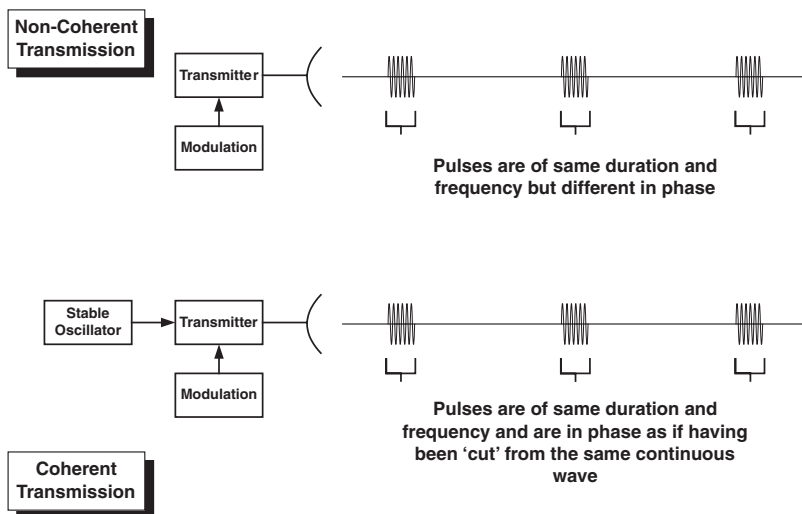 Non-Coherent
Transmission
Transmitter
Modulation
Pulses are of same duration and
frequency but different in phase
Stable
Oscillator
Transmitter
Modulation
Pulses are of same duration and
frequency and are in phase as if having
been ‘cut’ from the same continuous
wave
Coherent
Transmission